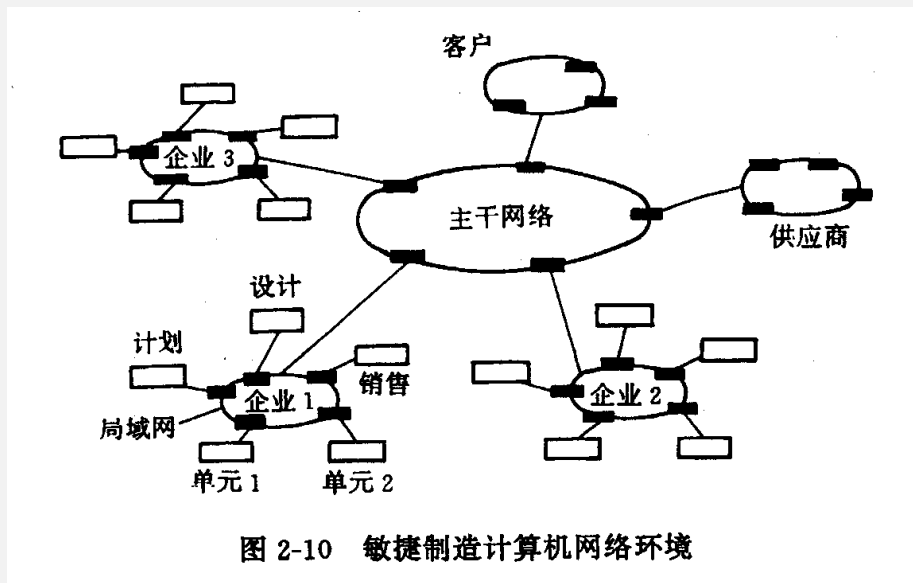 客户
企业 3
主干网络
供应商
设计
计划
销售
企业 1
局域网
单元 1
单元 2
企业 2
图 2-10 敏捷制造计算机网络环境